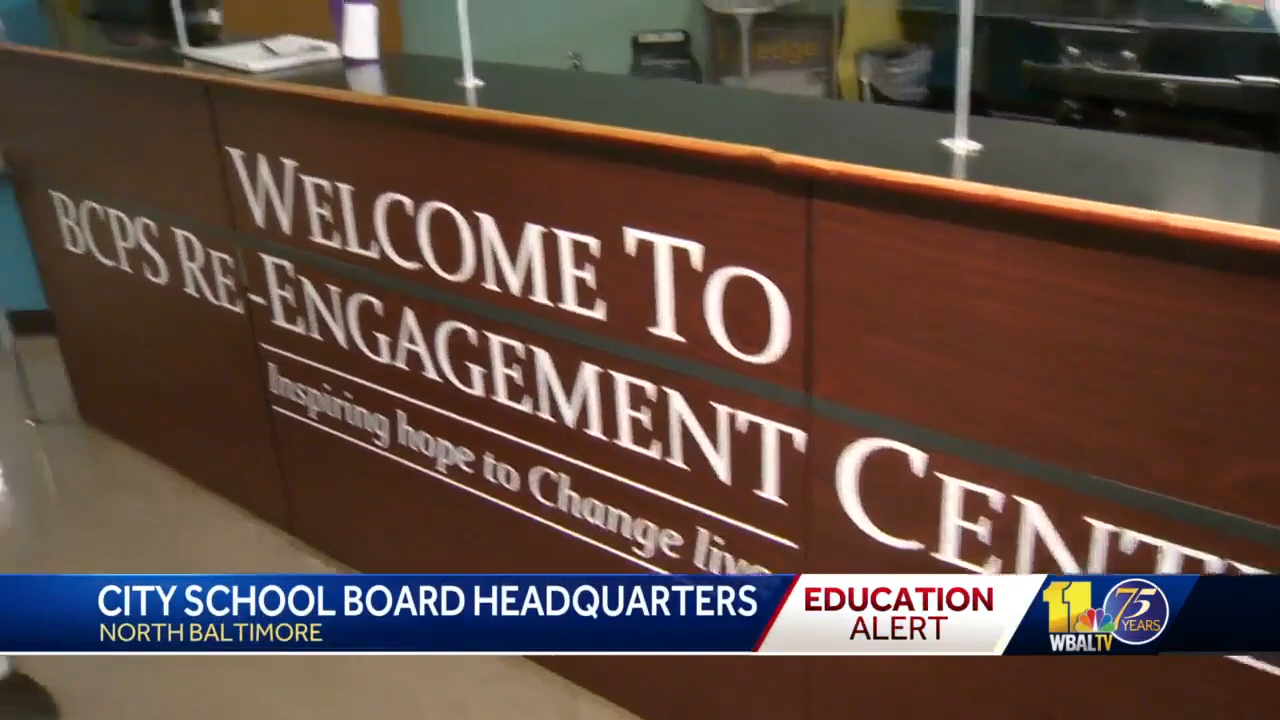 edge
WELCOME TO
BCPS RE-ENGAGEMENT
Inspiring hope to Change
CITY SCHOOL BOARD HEADQUARTERS
NORTH BALTIMORE
EDUCATION
ALERT
11
75
YEARS
WBALTV